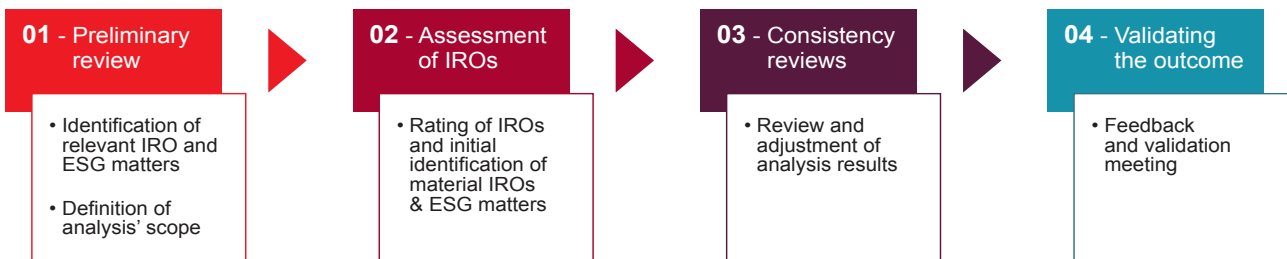 01 - Preliminary
review
• Identification of
relevant IRO and
ESG matters
• Definition of
analysis' scope
02 - Assessment
of IROs
• Rating of IROs
and initial
identification of
material IROs
& ESG matters
03 - Consistency
reviews
• Review and
adjustment of
analysis results
04 - Validating
the outcome
• Feedback
and validation
meeting